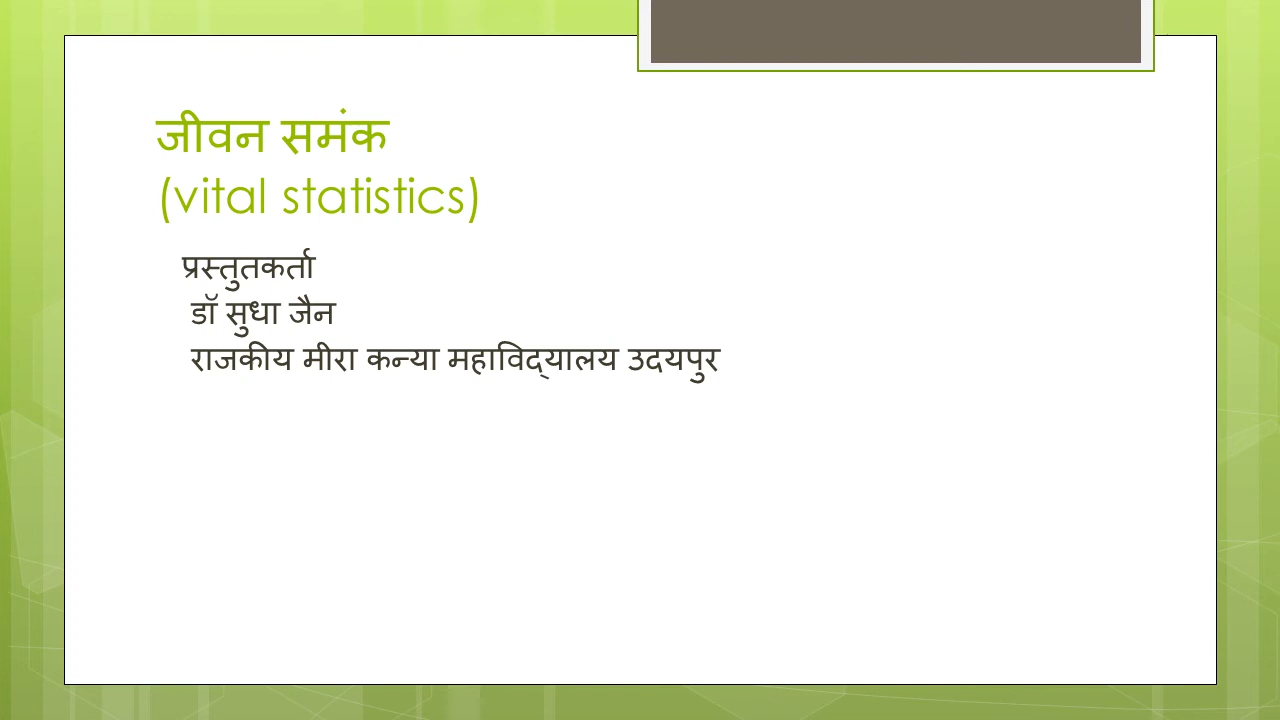 जीवन समंक
(vital statistics)
प्रस्तुतकर्ता
डॉ सुधा जैन
राजकीय मीरा कन्या महाविद्यालय उदयपुर